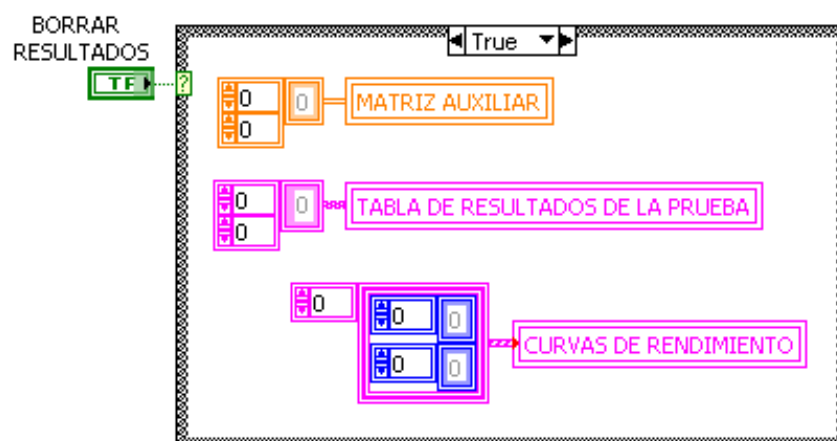 BORRAR
RESULTADOS
True
TF
?
0
0
0
MATRIZ AUXILIAR
0
0
0
TABLA DE RESULTADOS DE LA PRUEBA
0
0
0
0
0
CURVAS DE RENDIMIENTO